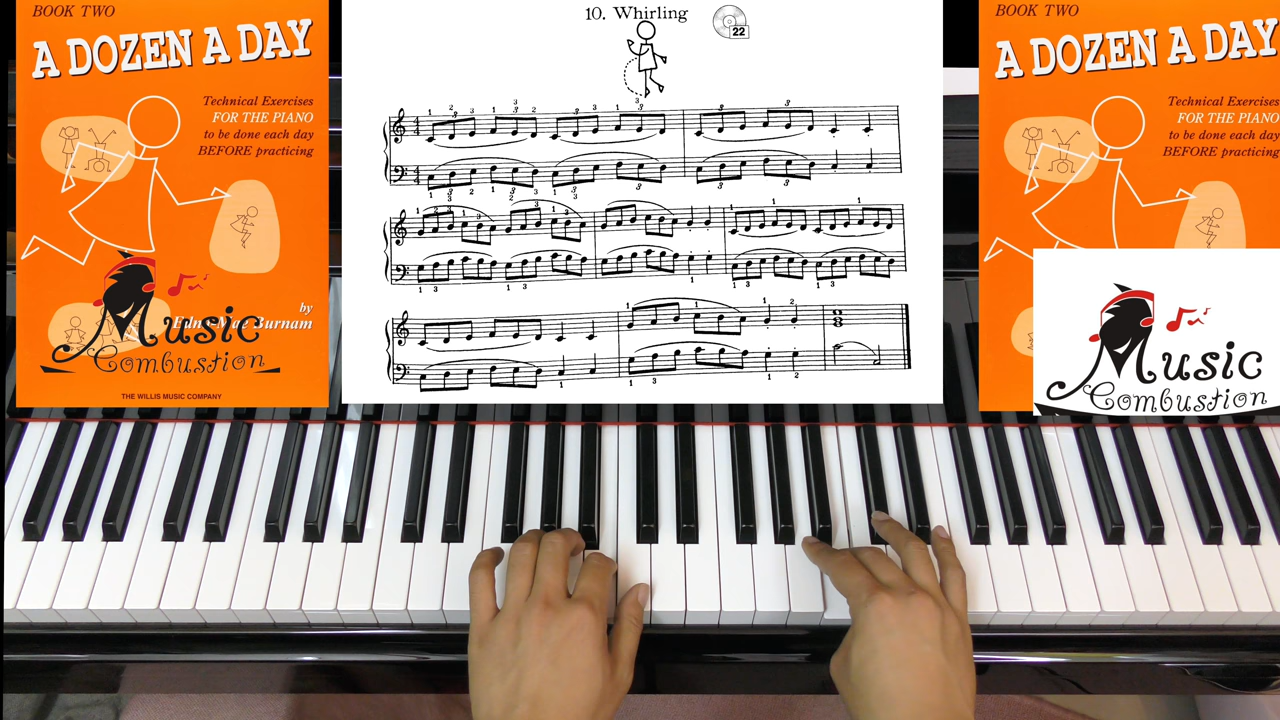 BOOK TWO
A DOZEN A DAY
Technical Exercises
FOR THE PIANO
to be done each day
BEFORE practicing
by
Edna-Mae Burnam
Music
Combustion
THE WILLIS MUSIC COMPANY
10. Whirling
22
BOOK TWO
A DOZEN A DAY
Technical Exercises
FOR THE PIANO
to be done each day
BEFORE practicing
Music
Combustion